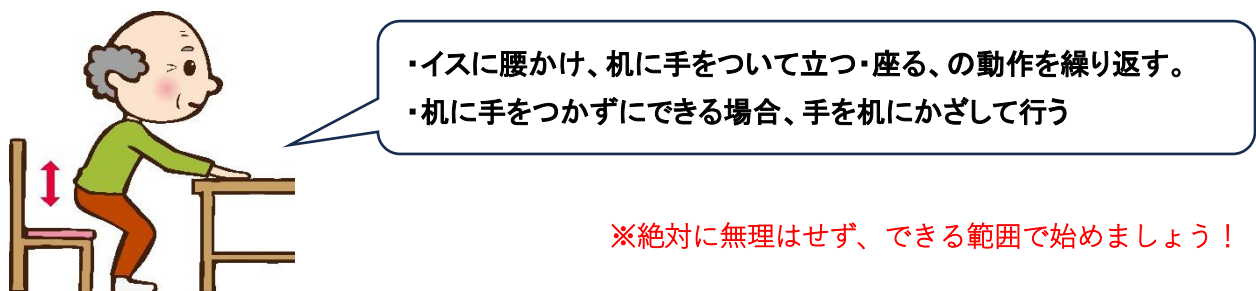 ・イスに腰かけ、机に手をついて立つ・座る、の動作を繰り返す。
・机に手をつかずにできる場合、手を机にかざして行う
※絶対に無理はせず、できる範囲で始めましょう！